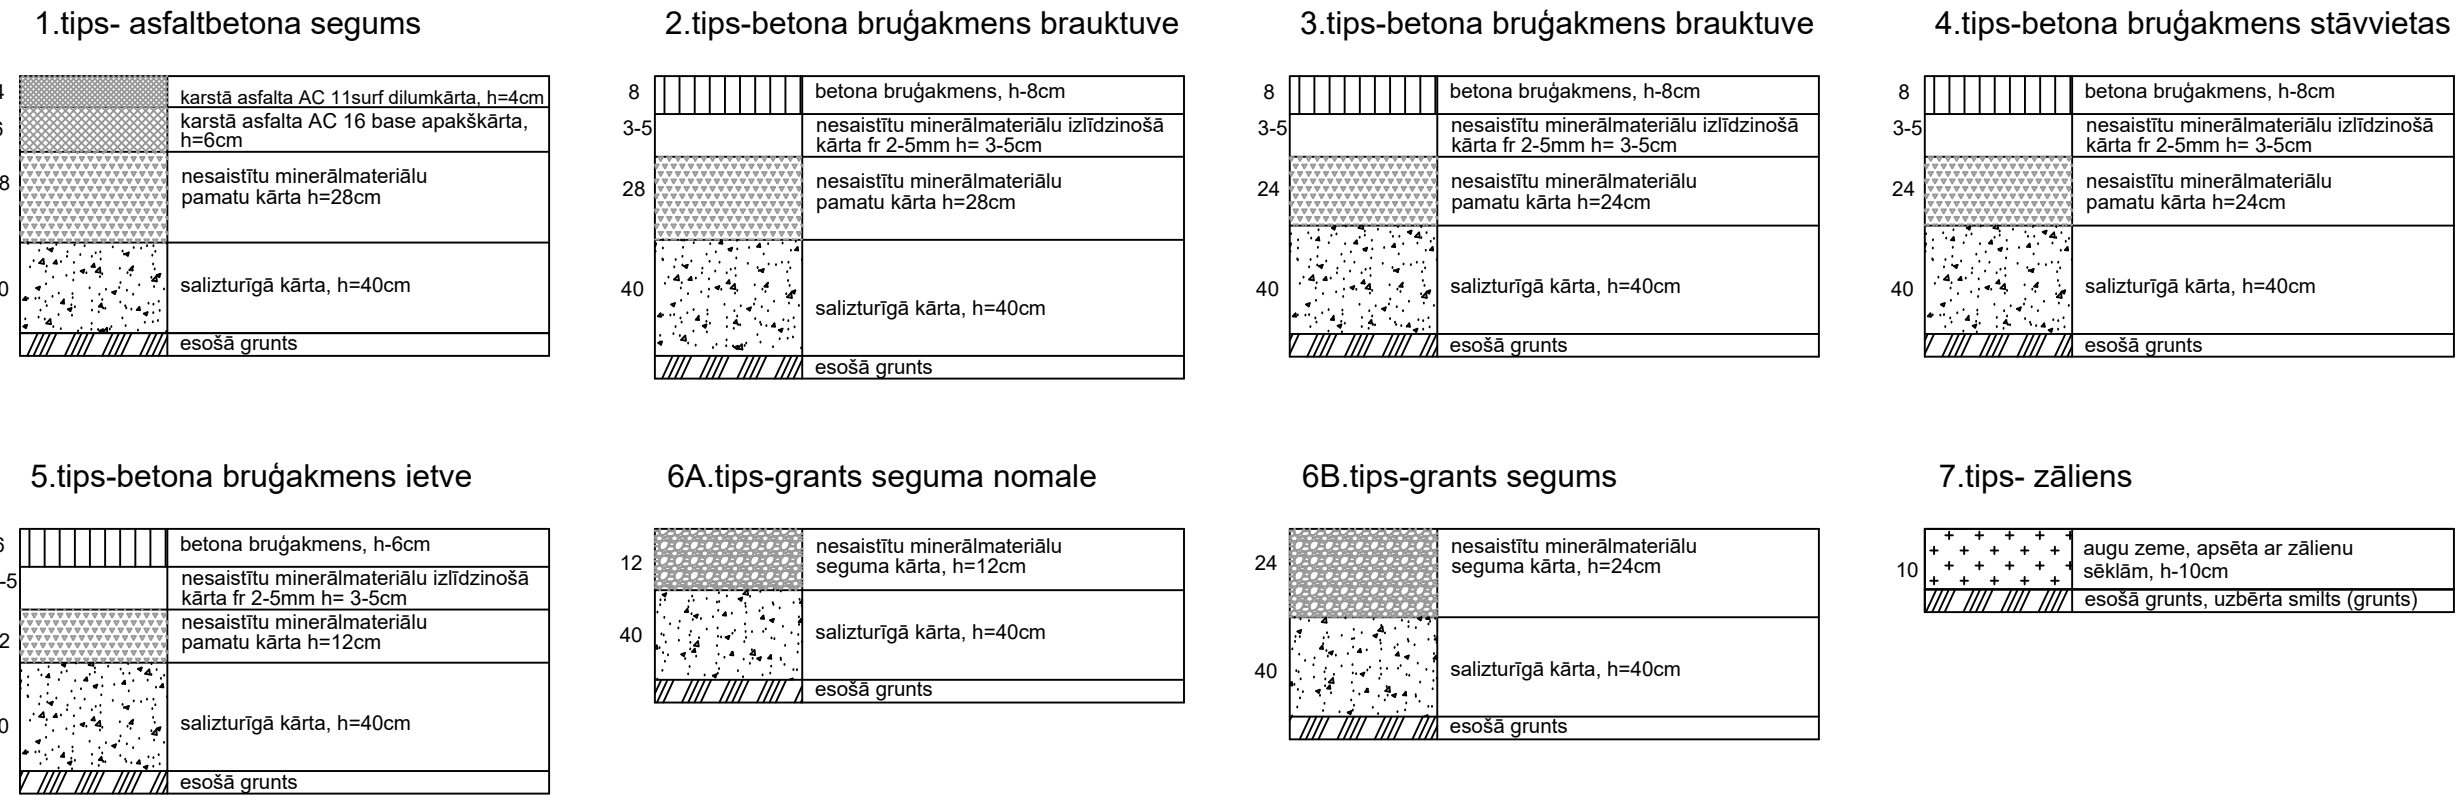 1.tips- asfaltbetona segums
4
karstā asfalta AC 11surf dilumkārta, h=4cm
6
karstā asfalta AC 16 base apakškārta,
h=6cm
8
nesaistītu minerālmateriālu
pamatu kārta h=28cm
0
salizturīgā kārta, h=40cm
esošā grunts
2.tips-betona bruģakmens brauktuve
8
betona bruģakmens, h-8cm
3-5
nesaistītu minerālmateriālu izlīdzinošā
kārta fr 2-5mm h= 3-5cm
28
nesaistītu minerālmateriālu
pamatu kārta h=28cm
40
salizturīgā kārta, h=40cm
esošā grunts
3.tips-betona bruģakmens brauktuve
8
betona bruģakmens, h-8cm
3-5
nesaistītu minerālmateriālu izlīdzinošā
kārta fr 2-5mm h= 3-5cm
24
nesaistītu minerālmateriālu
pamatu kārta h=24cm
40
salizturīgā kārta, h=40cm
esošā grunts
4.tips-betona bruģakmens stāvvietas
8
betona bruģakmens, h-8cm
3-5
nesaistītu minerālmateriālu izlīdzinošā
kārta fr 2-5mm h= 3-5cm
24
nesaistītu minerālmateriālu
pamatu kārta h=24cm
40
salizturīgā kārta, h=40cm
esošā grunts
5.tips-betona bruģakmens ietve
6
betona bruģakmens, h-6cm
-5
nesaistītu minerālmateriālu izlīdzinošā
kārta fr 2-5mm h= 3-5cm
2
nesaistītu minerālmateriālu
pamatu kārta h=12cm
0
salizturīgā kārta, h=40cm
esošā grunts
6A.tips-grants seguma nomale
12
nesaistītu minerālmateriālu
seguma kārta, h=12cm
40
salizturīgā kārta, h=40cm
esošā grunts
6B.tips-grants segums
24
nesaistītu minerālmateriālu
seguma kārta, h=24cm
40
salizturīgā kārta, h=40cm
esošā grunts
7.tips- zāliens
10
augu zeme, apsēta ar zālienu
sēklām, h-10cm
esošā grunts, uzbērta smilts (grunts)